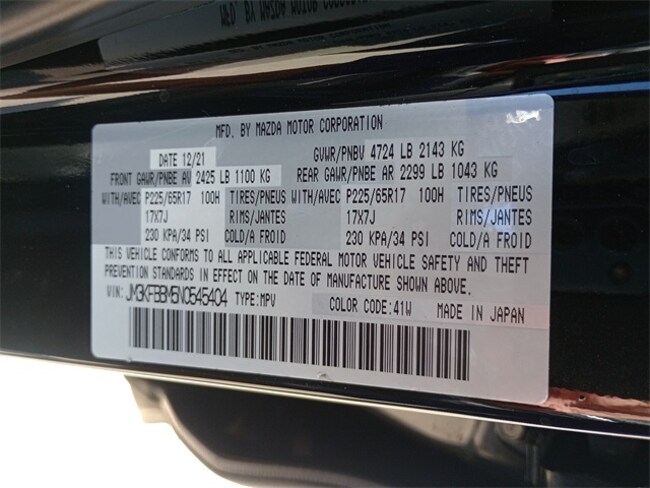 MFD. BY MAZDA MOTOR CORPORATION
DATE 12/21 GVWR/PNBV 4724 LB 2143 KG
FRONT GAWR/PNBE AV 2425 LB 1100 KG REAR GAWR/PNBE AR 2299 LB 1043 KG
WITH/AVEC P225/65R17 100H TIRES/PNEUS WITH/AVEC P225/65R17 100H TIRES/PNEUS
17X7J RIMS/JANTES 17X7J RIMS/JANTES
230 KPA/34 PSI COLD/A FROID 230 KPA/34 PSI COLD/A FROID
THIS VEHICLE CONFORMS TO ALL APPLICABLE FEDERAL MOTOR VEHICLE SAFETY AND THEFT
PREVENTION STANDARDS IN EFFECT ON THE DATE OF MANUFACTURE SHOWN ABOVE.
VIN: JM3KFBBM5N0545404 TYPE:MPV COLOR CODE:41W MADE IN JAPAN